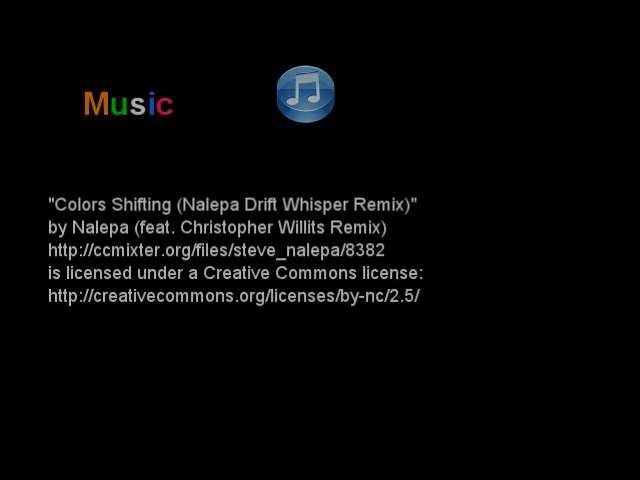 Music
"Colors Shifting (Nalepa Drift Whisper Remix)"
by Nalepa (feat. Christopher Willits Remix)
http://ccmixter.org/files/steve_nalepa/8382
is licensed under a Creative Commons license:
http://creativecommons.org/licenses/by-nc/2.5/